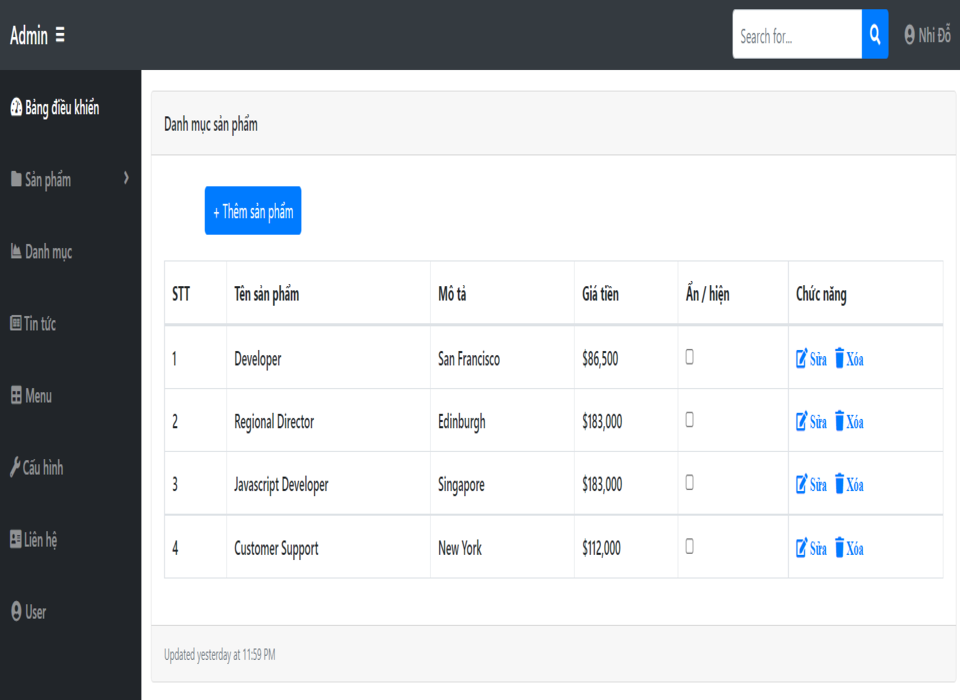 Admin
Search for...
Nhi Đỗ
Bảng điều khiển
Sản phẩm
Danh mục
Tin tức
Menu
Cấu hình
Liên hệ
User
Danh mục sản phẩm
+ Thêm sản phẩm
STT Tên sản phẩm Mô tả Giá tiền Ẩn / hiện Chức năng
1 Developer San Francisco $86,500 Sửa Xóa
2 Regional Director Edinburgh $183,000 Sửa Xóa
3 Javascript Developer Singapore $183,000 Sửa Xóa
4 Customer Support New York $112,000 Sửa Xóa
Updated yesterday at 11:59 PM